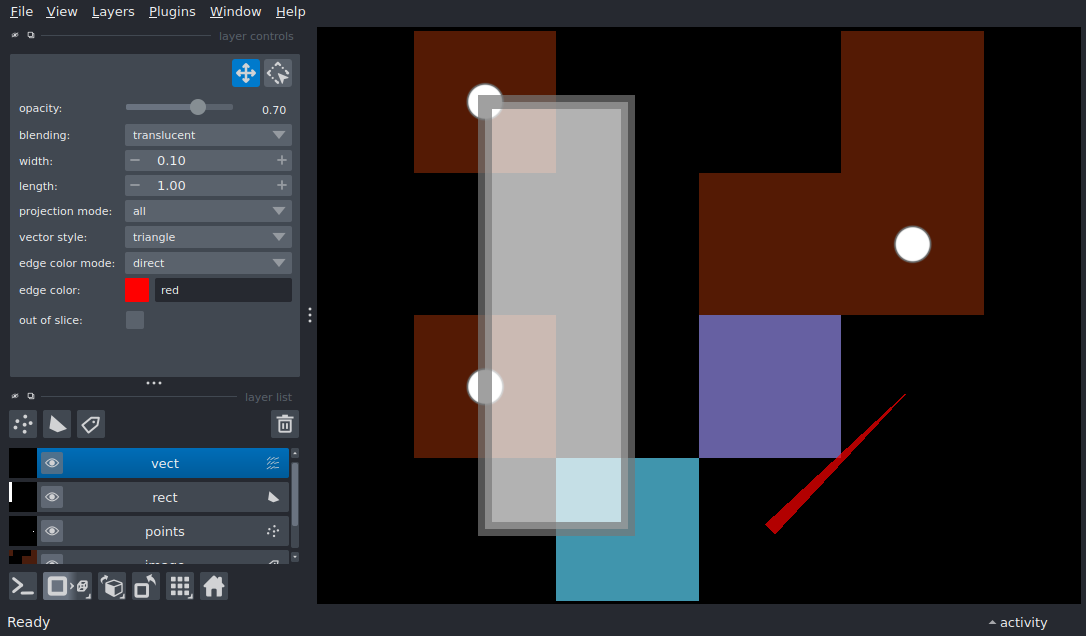 File View Layers Plugins Window Help
layer controls
opacity: 0.70
blending: translucent
width: 0.10
length: 1.00
projection mode: all
vector style: triangle
edge color mode: direct
edge color: red
out of slice:
layer list
vect
rect
points
Ready
activity